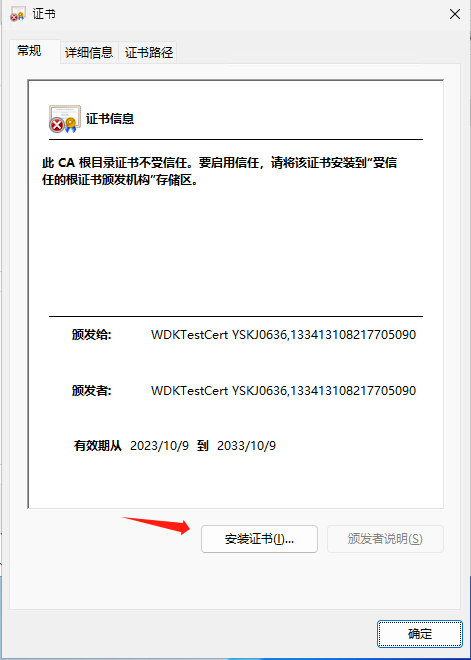 证书
常规
详细信息
证书路径
证书信息
此 CA 根目录证书不受信任。要启用信任，请将该证书安装到“受信
任的根证书颁发机构”存储区。
颁发给: WDKTestCert YSKJ0636,133413108217705090
颁发者: WDKTestCert YSKJ0636,133413108217705090
有效期从 2023/10/9 到 2033/10/9
安装证书(I)...
颁发者说明(S)
确定